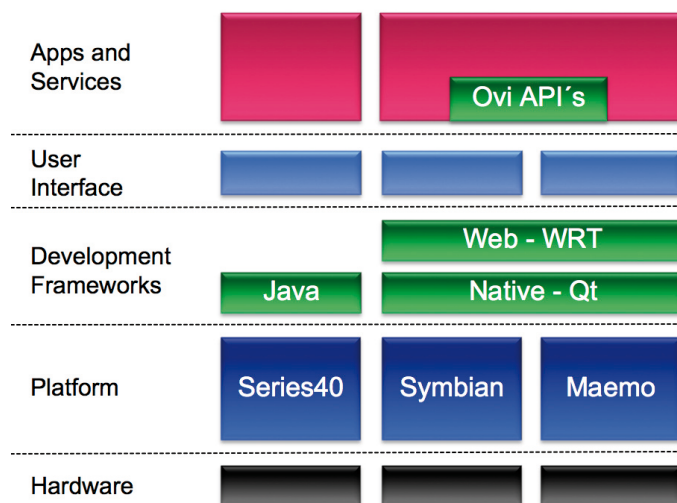 Apps and
Services
Ovi API´s
User
Interface
Web - WRT
Development
Frameworks
Java
Native - Qt
Platform
Series40
Symbian
Maemo
Hardware